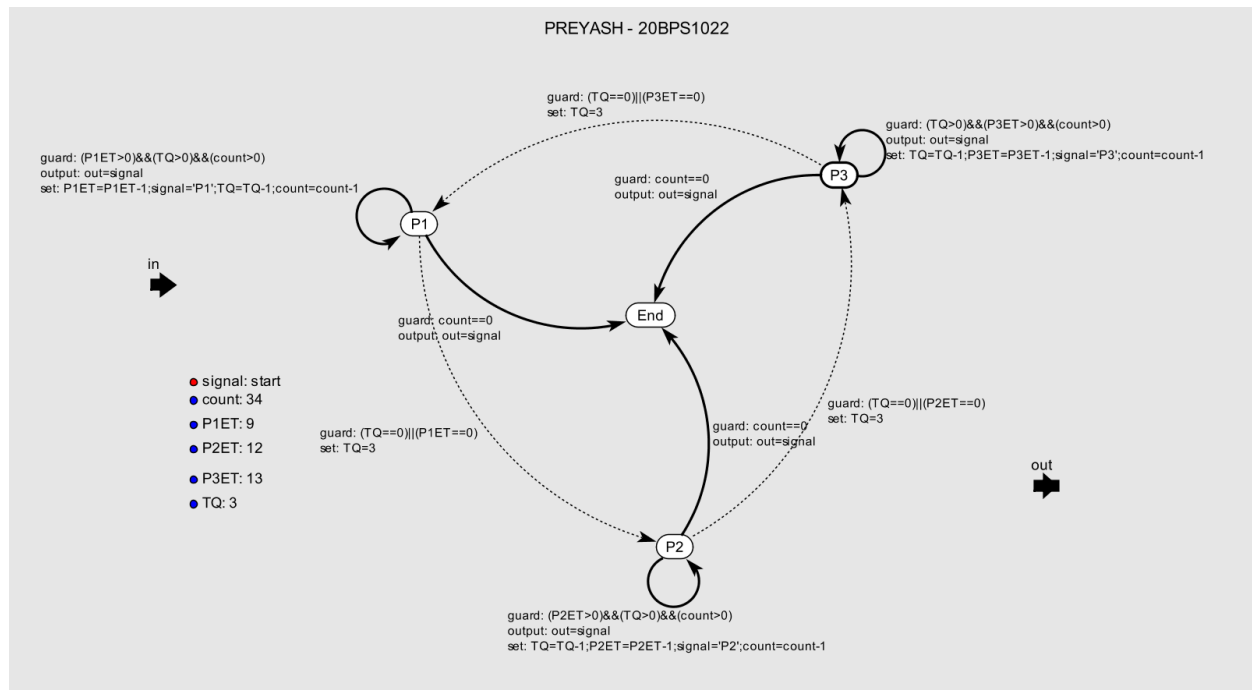 PREYASH - 20BPS1022
guard: (TQ==0)||(P3ET==0)
set: TQ=3
guard: (TQ>0)&&(P3ET>0)&&(count>0)
output: out=signal
set: TQ=TQ-1;P3ET=P3ET-1;signal='P3';count=count-1
guard: (P1ET>0)&&(TQ>0)&&(count>0)
output: out=signal
set: P1ET=P1ET-1;signal='P1';TQ=TQ-1;count=count-1
P3
guard: count==0
output: out=signal
P1
in
End
guard: count==0
output: out=signal
signal: start
count: 34
P1ET: 9
P2ET: 12
P3ET: 13
TQ: 3
guard: (TQ==0)||(P1ET==0)
set: TQ=3
guard: (TQ==0)||(P2ET==0)
set: TQ=3
guard: count==0
output: out=signal
out
P2
guard: (P2ET>0)&&(TQ>0)&&(count>0)
output: out=signal
set: TQ=TQ-1;P2ET=P2ET-1;signal='P2';count=count-1